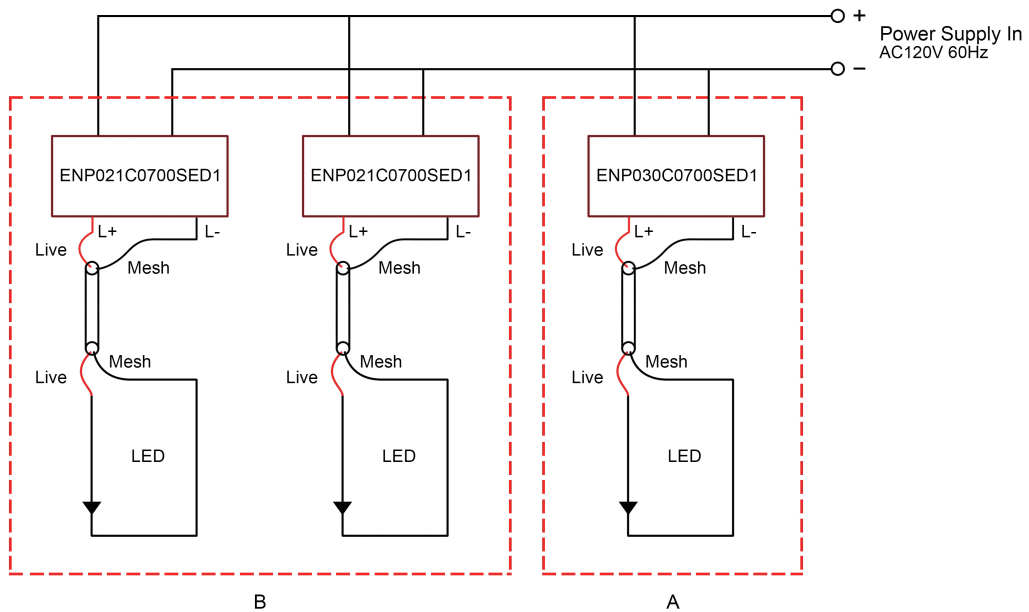 +
Power Supply In
AC120V 60Hz
−
ENP021C0700SED1
ENP021C0700SED1
ENP030C0700SED1
L+
L-
L+
L-
L+
L-
Live
Mesh
Live
Mesh
Live
Mesh
Mesh
Mesh
Mesh
Live
Live
Live
LED
LED
LED
B
A